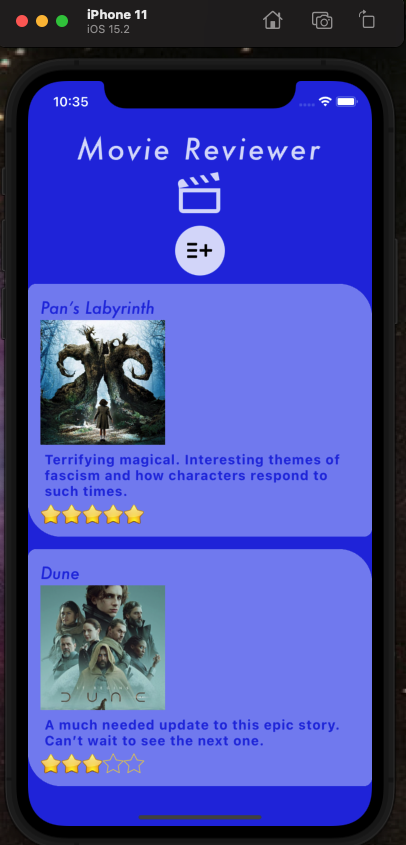 iPhone 11
iOS 15.2
10:35
Movie Reviewer
Pan's Labyrinth
Terrifying magical. Interesting themes of
fascism and how characters respond to
such times.
Dune
DUNE
A much needed update to this epic story.
Can't wait to see the next one.